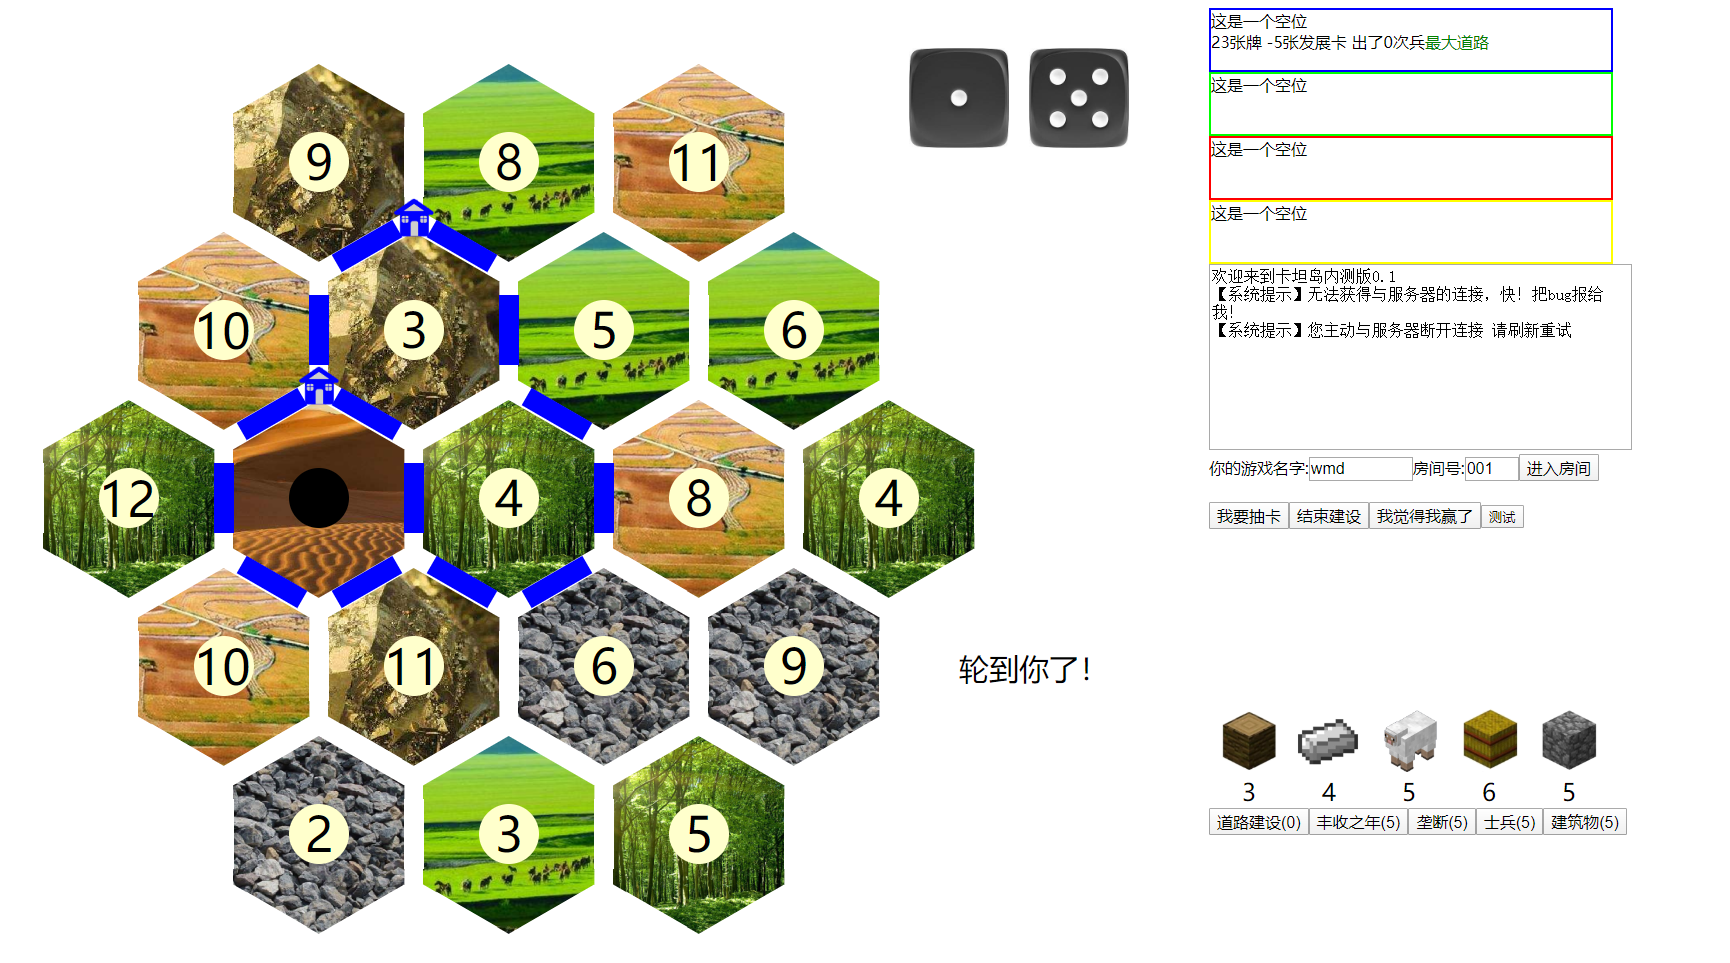 9
8
11
10
3
5
6
12
4
8
4
10
11
6
9
2
3
5
轮到你了!
这是一个空位
23张牌 -5张发展卡 出了0次兵最大道路
这是一个空位
这是一个空位
这是一个空位
欢迎来到卡坦岛内测版0.1
【系统提示】无法获得与服务器的连接，快！把bug报给
我！
【系统提示】您主动与服务器断开连接 请刷新重试
你的游戏名字:wmd房间号:001 进入房间
我要抽卡 结束建设 我觉得我赢了 测试
3 4 5 6 5
道路建设(0) 丰收之年(5) 垄断(5) 士兵(5) 建筑物(5)